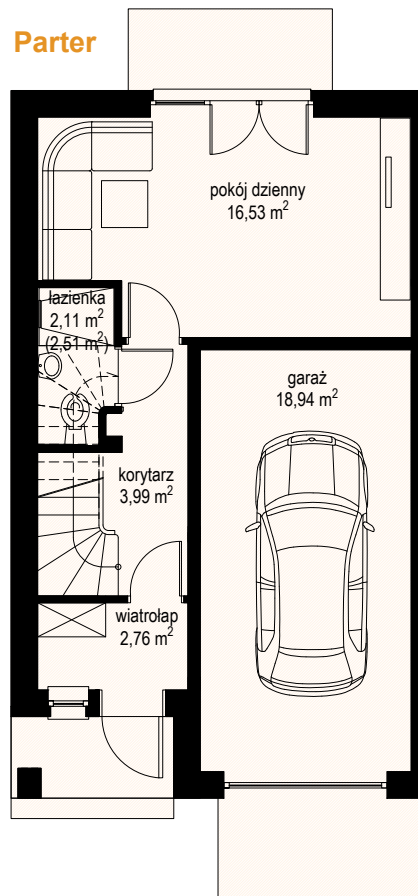 Parter
pokój dzienny
16,53 m²
łazienka
2,11 m²
(2,51 m²)
garaż
18,94 m²
korytarz
3,99 m²
wiatrołap
2,76 m²